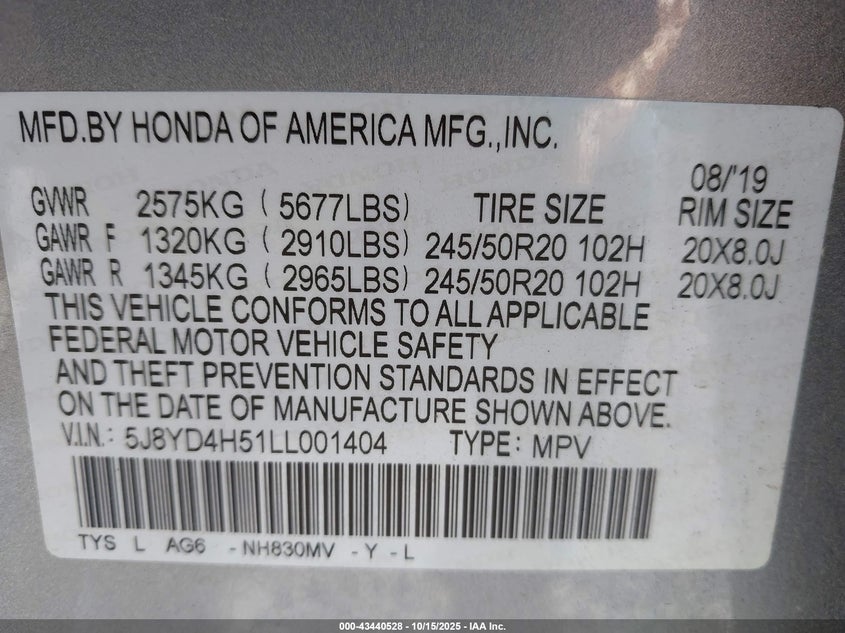 MFD.BY HONDA OF AMERICA MFG.,INC.
08/'19
GVWR 2575KG ( 5677LBS) TIRE SIZE RIM SIZE
GAWR F 1320KG ( 2910LBS) 245/50R20 102H 20X8.0J
GAWR R 1345KG ( 2965LBS) 245/50R20 102H 20X8.0J
THIS VEHICLE CONFORMS TO ALL APPLICABLE
FEDERAL MOTOR VEHICLE SAFETY
AND THEFT PREVENTION STANDARDS IN EFFECT
ON THE DATE OF MANUFACTURE SHOWN ABOVE.
V.I.N.: 5J8YD4H51LL001404 TYPE: MPV
TYS L AG6 -NH830MV -Y-L
000-43440528 - 10/15/2025 - IAA Inc.